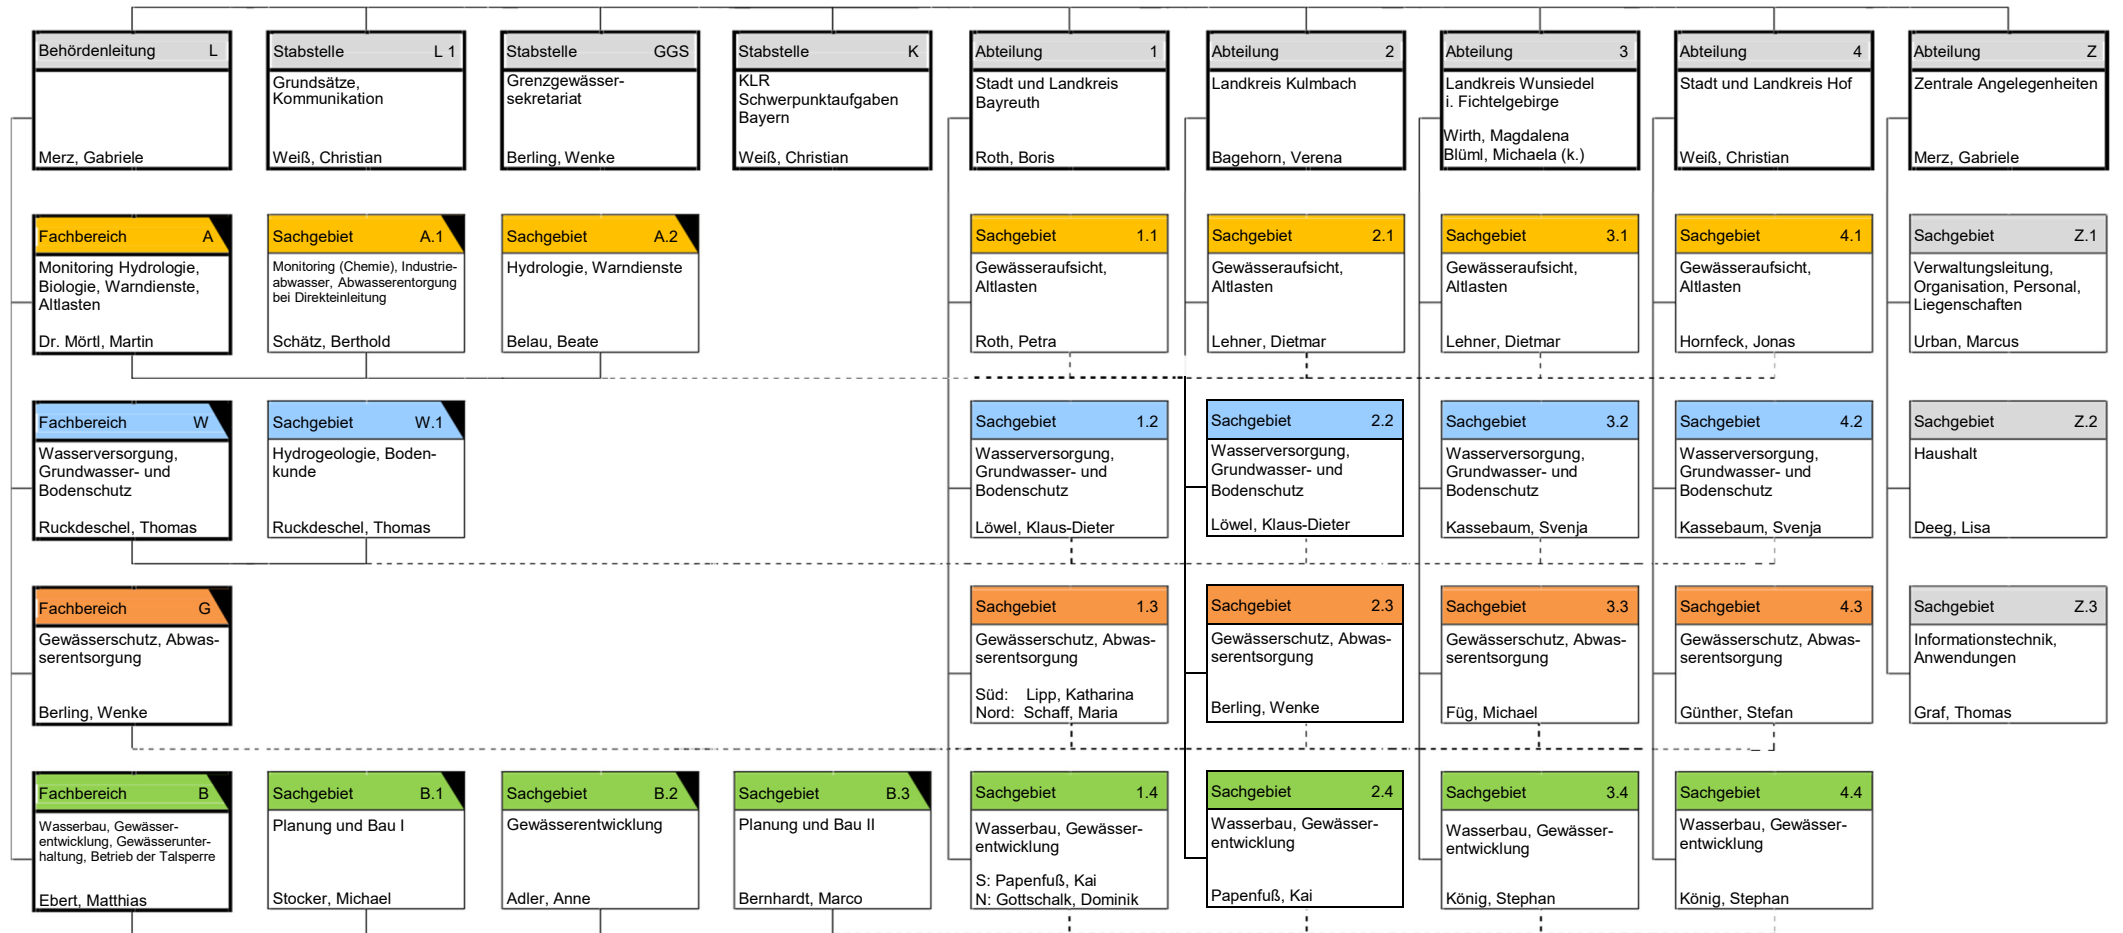 Behördenleitung L
Merz, Gabriele
Stabstelle L 1
Grundsätze,
Kommunikation
Weiß, Christian
Stabstelle GGS
Grenzgewässer-
sekretariat
Berling, Wenke
Stabstelle K
KLR
Schwerpunktaufgaben
Bayern
Weiß, Christian
Abteilung 1
Stadt und Landkreis
Bayreuth
Roth, Boris
Abteilung 2
Landkreis Kulmbach
Bagehorn, Verena
Abteilung 3
Landkreis Wunsiedel
i. Fichtelgebirge
Wirth, Magdalena
Blüml, Michaela (k.)
Abteilung 4
Stadt und Landkreis Hof
Weiß, Christian
Abteilung Z
Zentrale Angelegenheiten
Merz, Gabriele
Fachbereich A
Monitoring Hydrologie,
Biologie, Warndienste,
Altlasten
Dr. Mörtl, Martin
Sachgebiet A.1
Monitoring (Chemie), Industrie-
abwasser, Abwasserentorgung
bei Direkteinleitung
Schätz, Berthold
Sachgebiet A.2
Hydrologie, Warndienste
Belau, Beate
Sachgebiet 1.1
Gewässeraufsicht,
Altlasten
Roth, Petra
Sachgebiet 2.1
Gewässeraufsicht,
Altlasten
Lehner, Dietmar
Sachgebiet 3.1
Gewässeraufsicht,
Altlasten
Lehner, Dietmar
Sachgebiet 4.1
Gewässeraufsicht,
Altlasten
Hornfeck, Jonas
Sachgebiet Z.1
Verwaltungsleitung,
Organisation, Personal,
Liegenschaften
Urban, Marcus
Fachbereich W
Wasserversorgung,
Grundwasser- und
Bodenschutz
Ruckdeschel, Thomas
Sachgebiet W.1
Hydrogeologie, Boden-
kunde
Ruckdeschel, Thomas
Sachgebiet 1.2
Wasserversorgung,
Grundwasser- und
Bodenschutz
Löwel, Klaus-Dieter
Sachgebiet 2.2
Wasserversorgung,
Grundwasser- und
Bodenschutz
Löwel, Klaus-Dieter
Sachgebiet 3.2
Wasserversorgung,
Grundwasser- und
Bodenschutz
Kassebaum, Svenja
Sachgebiet 4.2
Wasserversorgung,
Grundwasser- und
Bodenschutz
Kassebaum, Svenja
Sachgebiet Z.2
Haushalt
Deeg, Lisa
Fachbereich G
Gewässerschutz, Abwas-
serentsorgung
Berling, Wenke
Sachgebiet 1.3
Gewässerschutz, Abwas-
serentsorgung
Süd: Lipp, Katharina
Nord: Schaff, Maria
Sachgebiet 2.3
Gewässerschutz, Abwas-
serentsorgung
Berling, Wenke
Sachgebiet 3.3
Gewässerschutz, Abwas-
serentsorgung
Füg, Michael
Sachgebiet 4.3
Gewässerschutz, Abwas-
serentsorgung
Günther, Stefan
Sachgebiet Z.3
Informationstechnik,
Anwendungen
Graf, Thomas
Fachbereich B
Wasserbau, Gewässer-
entwicklung, Gewässerunter-
haltung, Betrieb der Talsperre
Ebert, Matthias
Sachgebiet B.1
Planung und Bau I
Stocker, Michael
Sachgebiet B.2
Gewässerentwicklung
Adler, Anne
Sachgebiet B.3
Planung und Bau II
Bernhardt, Marco
Sachgebiet 1.4
Wasserbau, Gewässer-
entwicklung
S: Papenfuß, Kai
N: Gottschalk, Dominik
Sachgebiet 2.4
Wasserbau, Gewässer-
entwicklung
Papenfuß, Kai
Sachgebiet 3.4
Wasserbau, Gewässer-
entwicklung
König, Stephan
Sachgebiet 4.4
Wasserbau, Gewässer-
entwicklung
König, Stephan